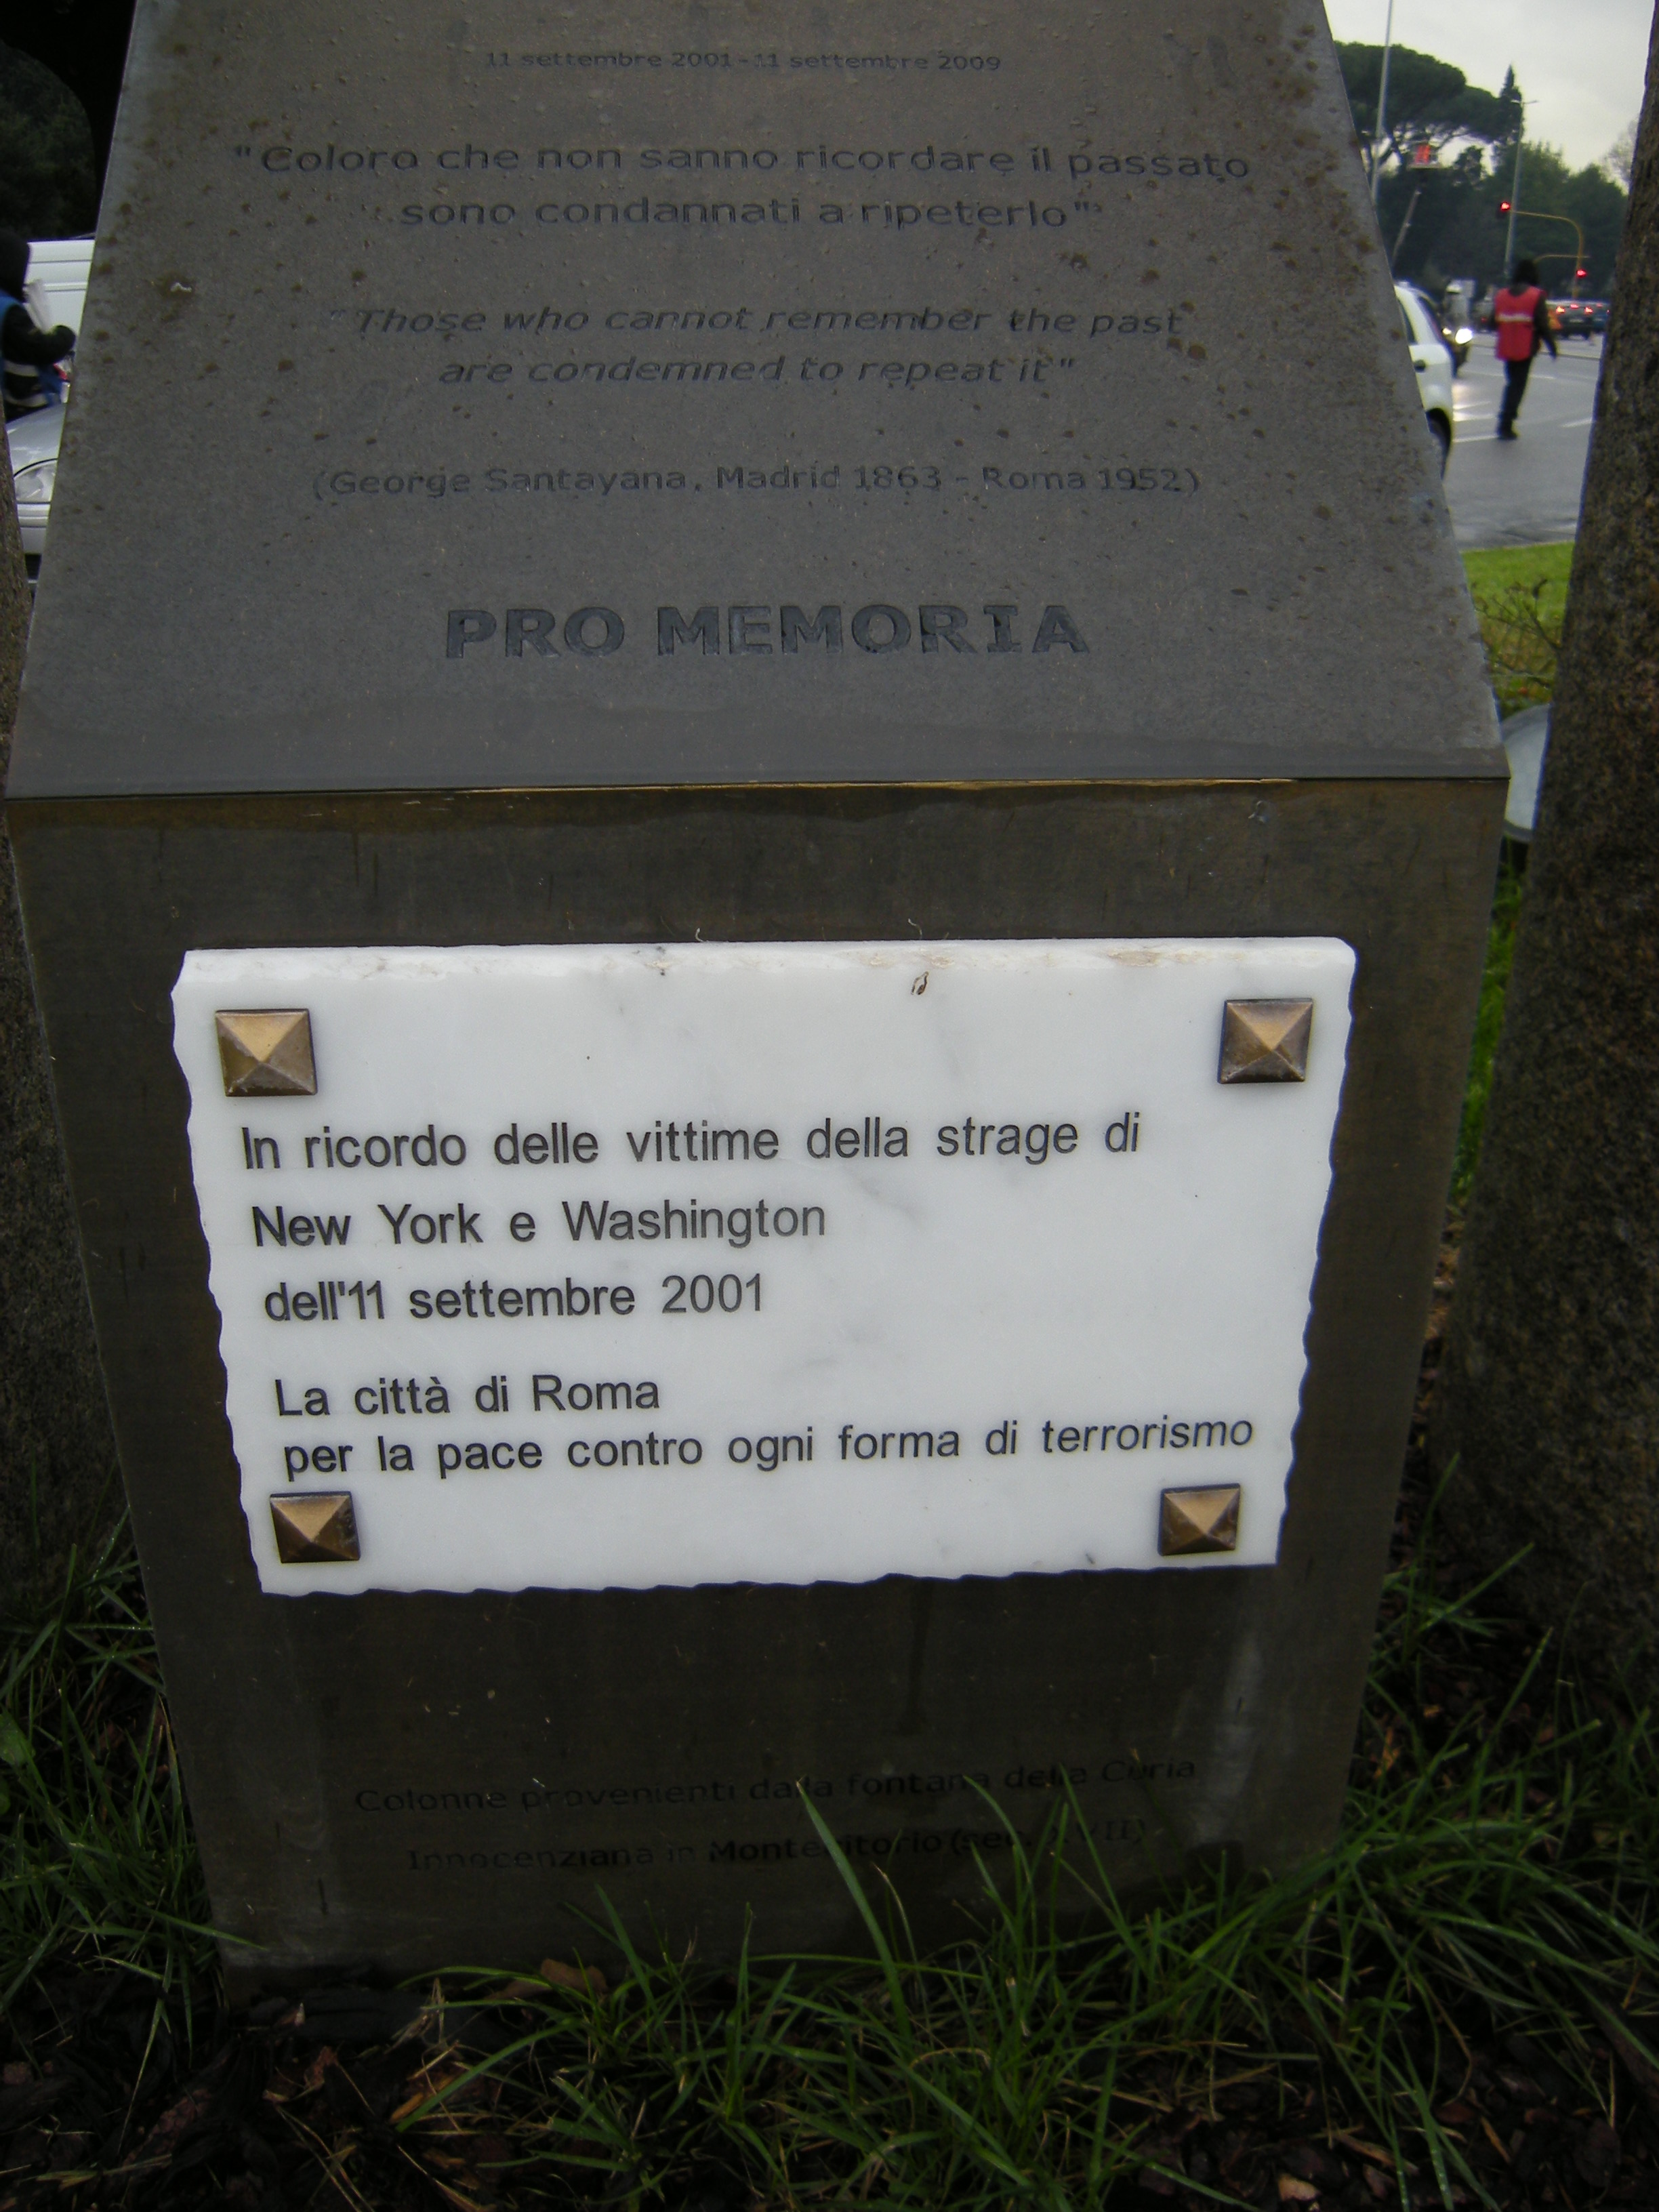 11 settembre 2001 - 11 settembre 2009
"Coloro che non sanno ricordare il passato
sono condannati a ripeterlo"
"Those who cannot remember the past
are condemned to repeat it"
(George Santayana, Madrid 1863 - Roma 1952)
PRO MEMORIA
In ricordo delle vittime della strage di
New York e Washington
dell'11 settembre 2001
La città di Roma
per la pace contro ogni forma di terrorismo
Colonne provenienti dalla fontana della Curia
Innocenziana in Montecitorio (sec. XVII)